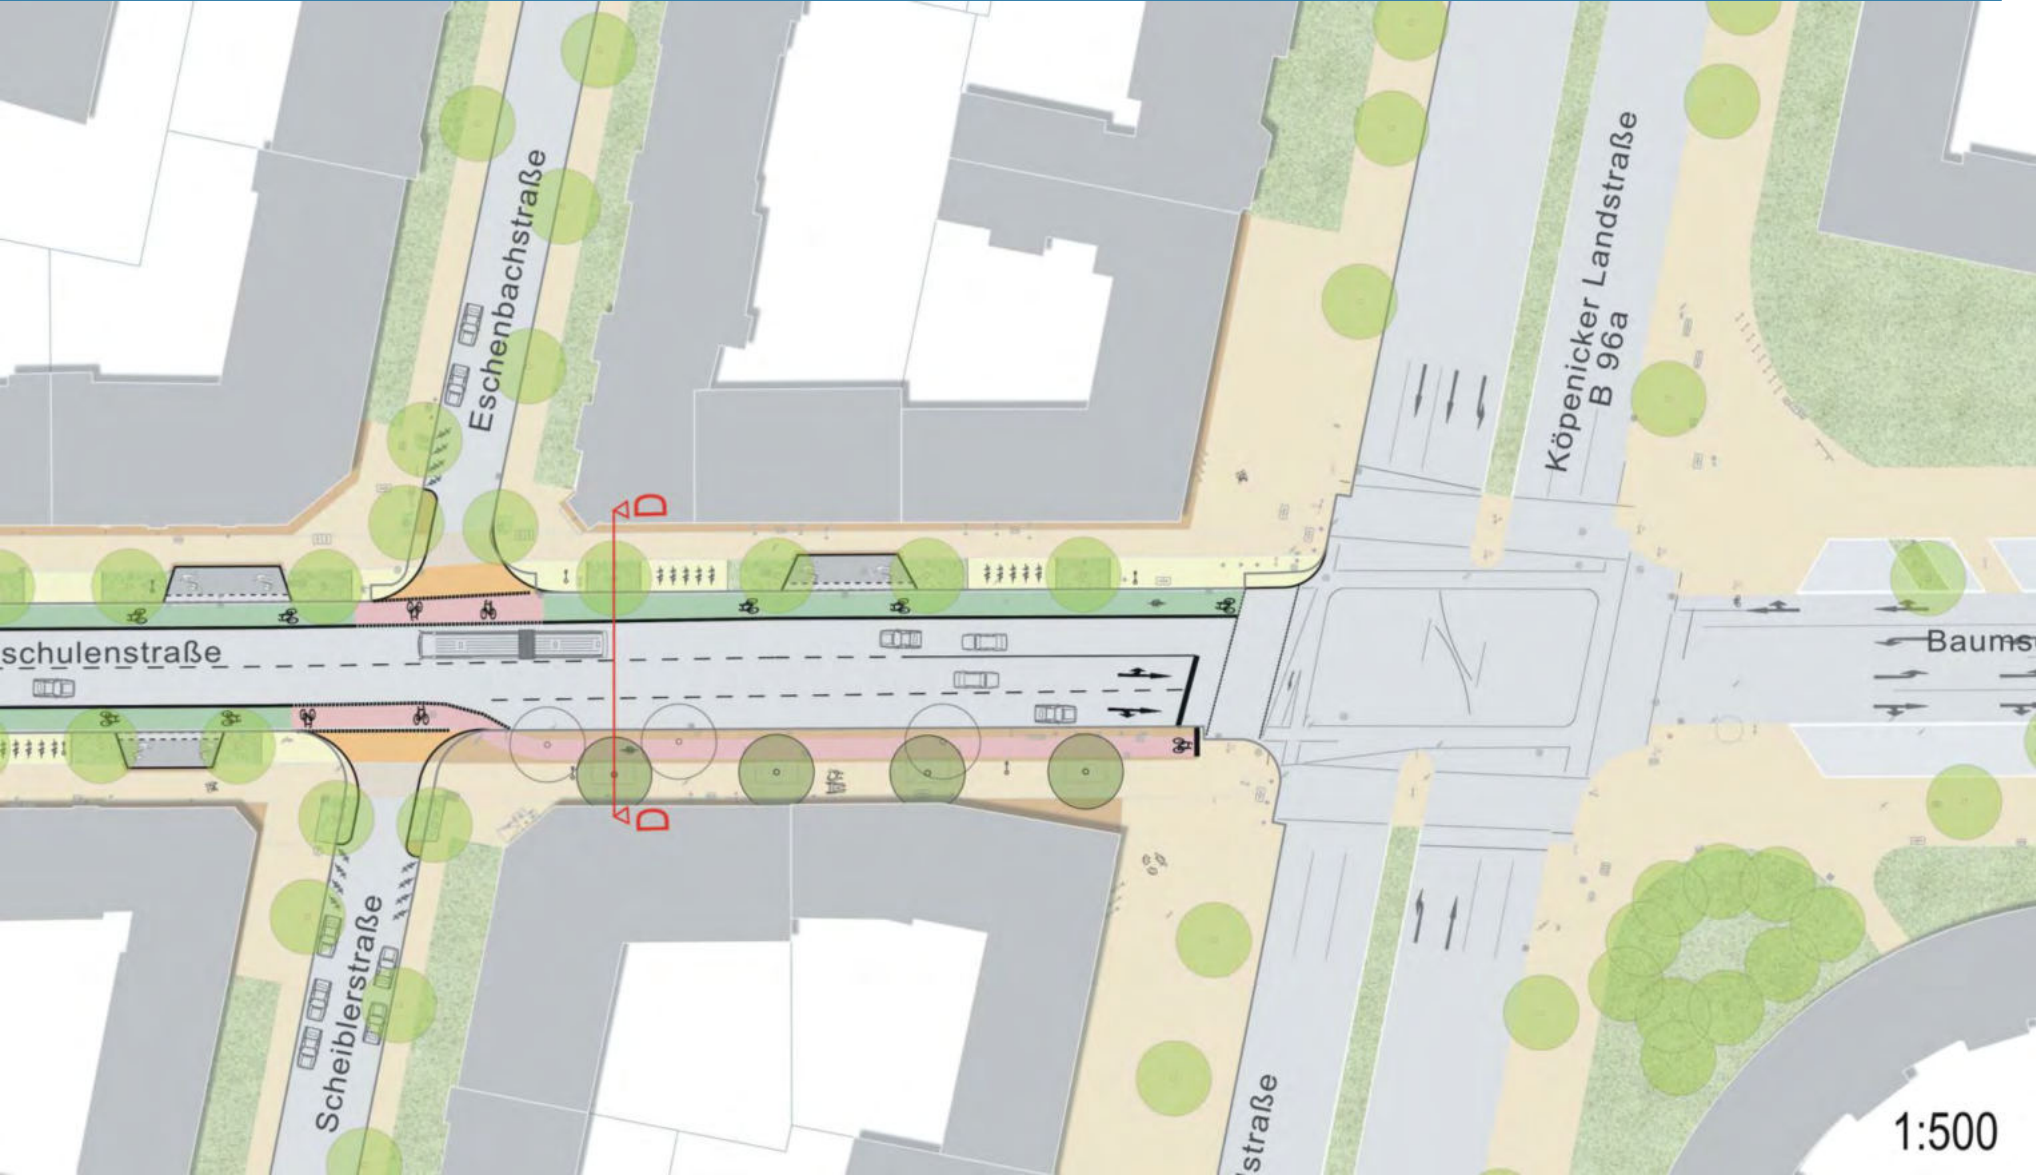 Eschenbachstraße
Köpenicker Landstraße
B 96a
D
schulenstraße
Baums
D
Scheiblerstraße
straße
1:500